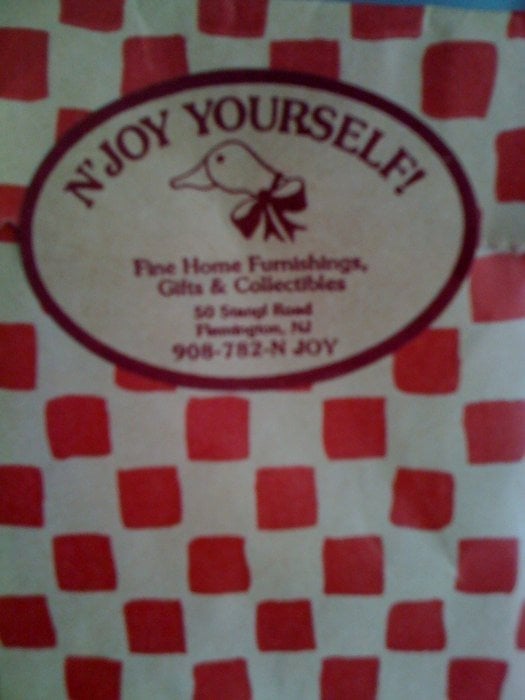 N'JOY YOURSELF!
Fine Home Furnishings,
Gifts & Collectibles
50 Stangl Road
Flemington, NJ
908-782-N JOY